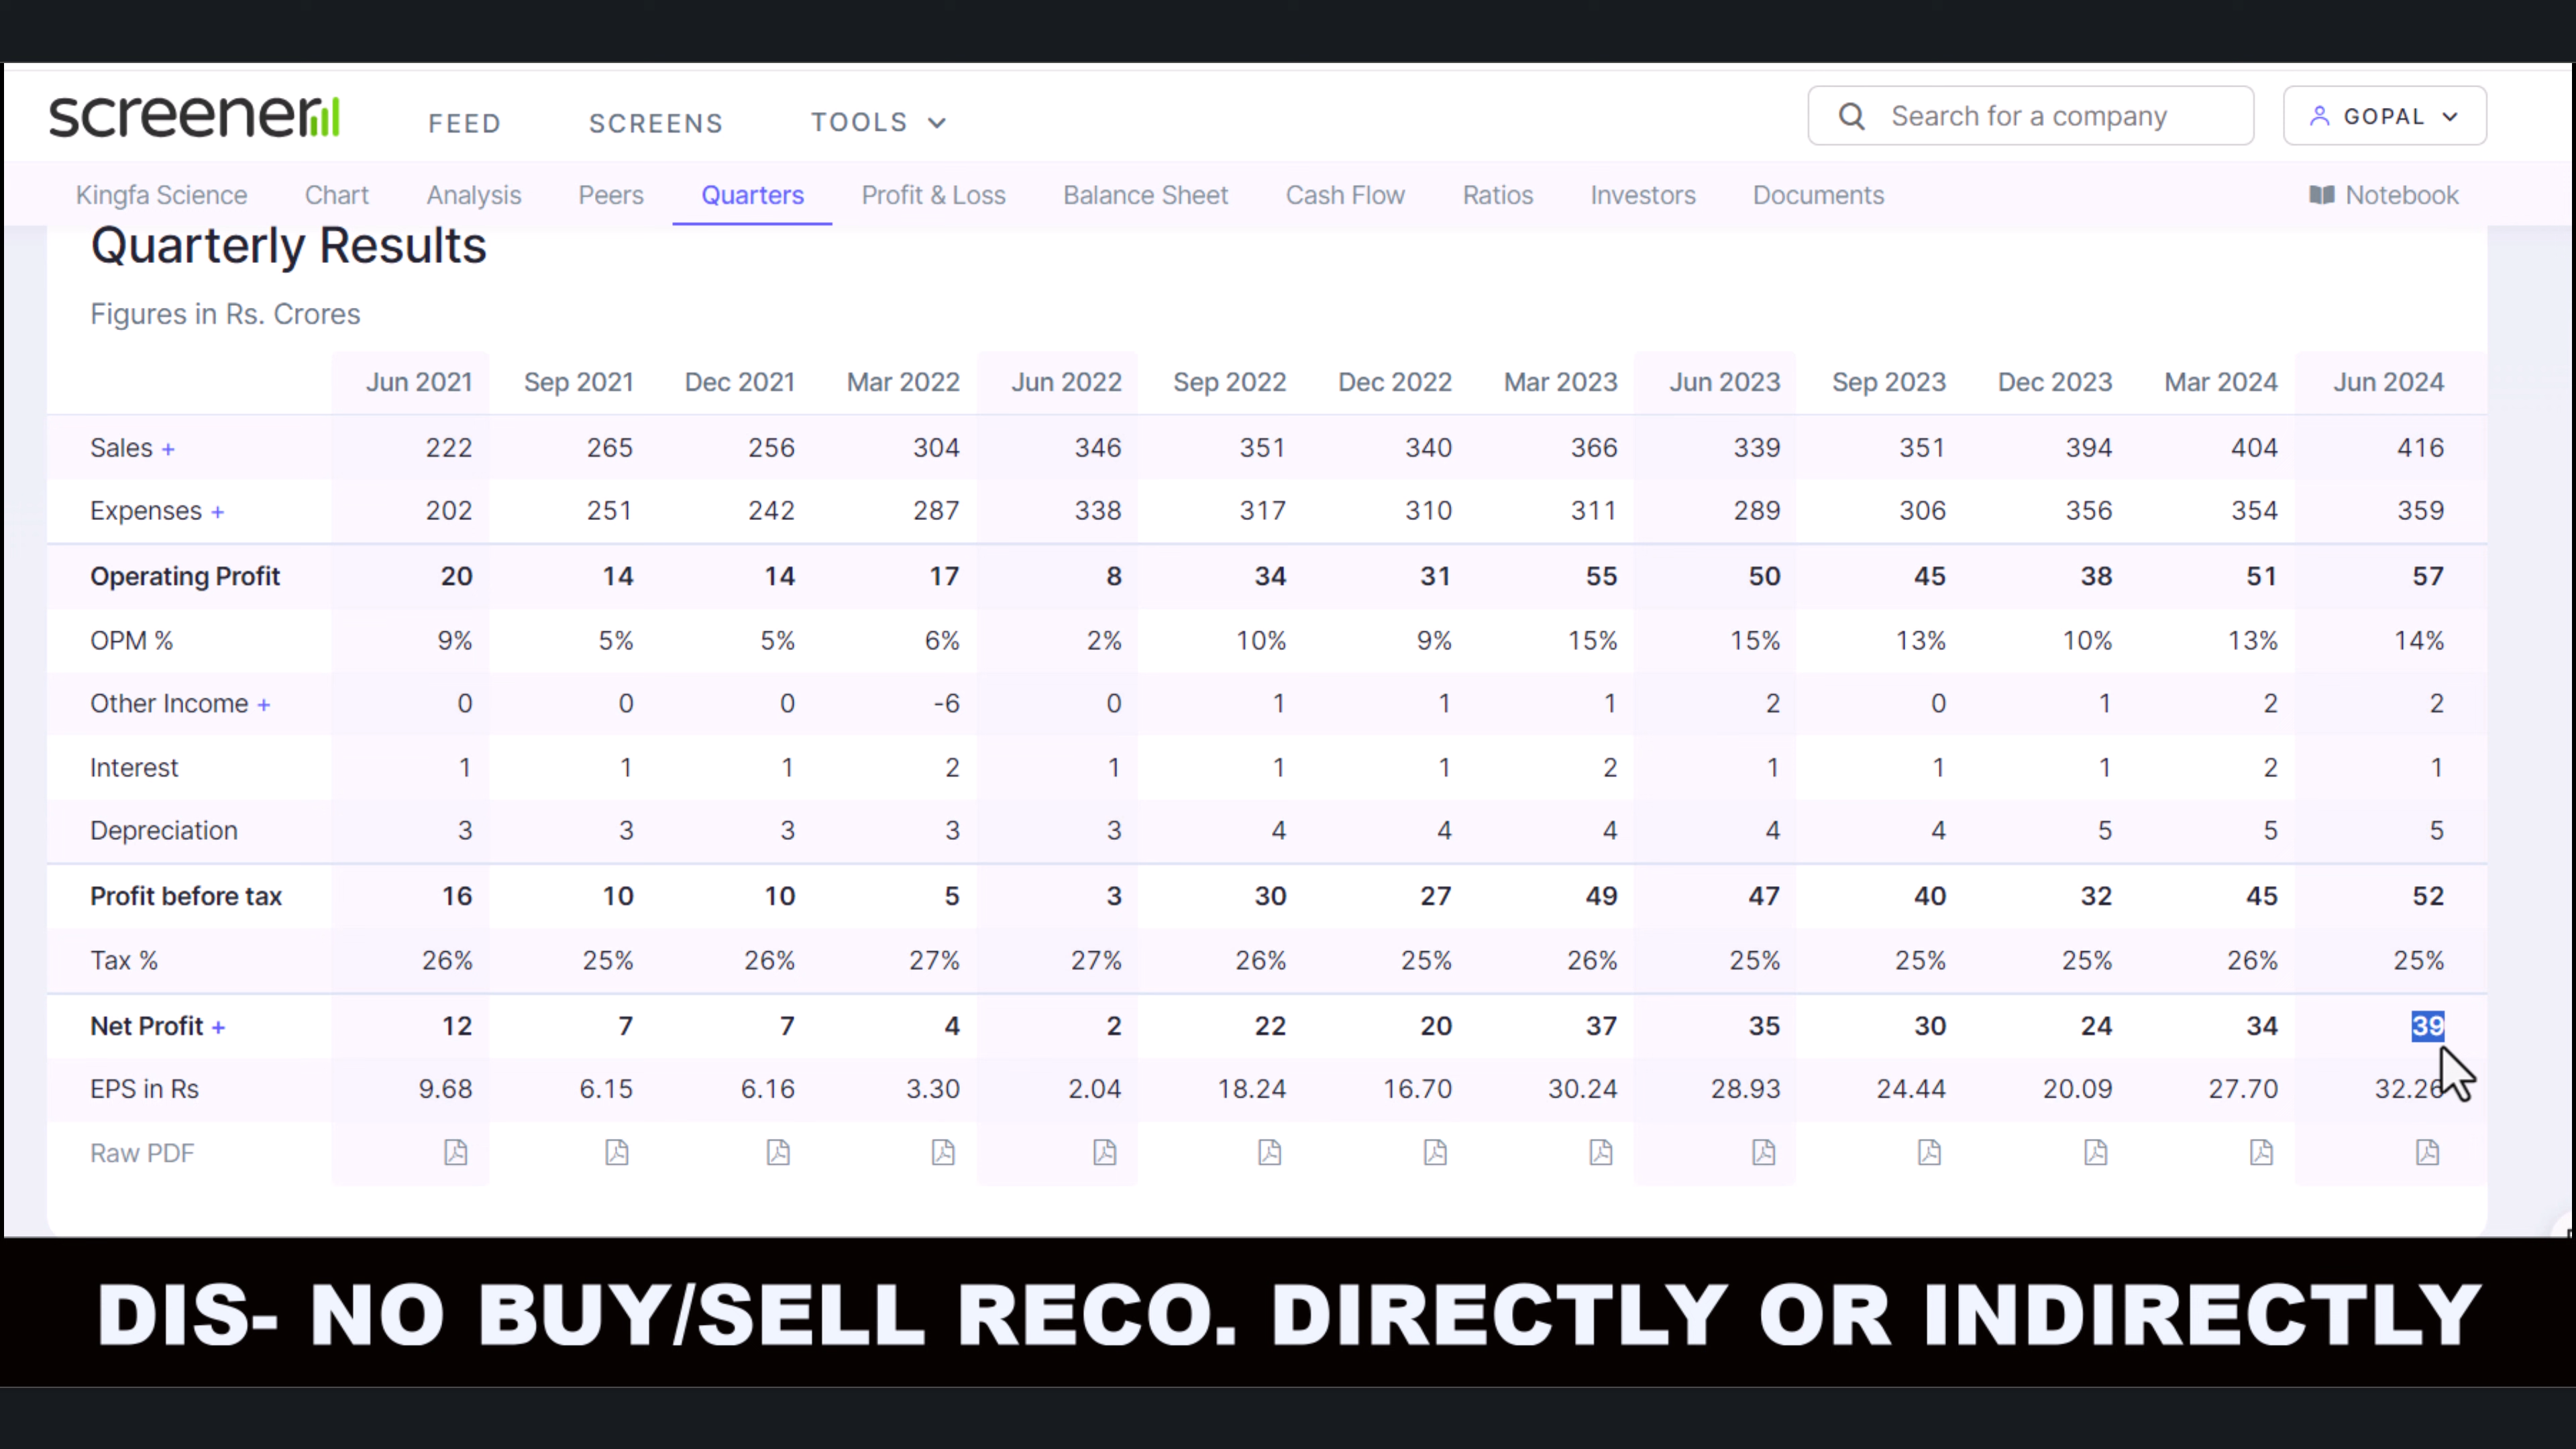 screener FEED SCREENS TOOLS Search for a company GOPAL
Kingfa Science Chart Analysis Peers Quarters Profit & Loss Balance Sheet Cash Flow Ratios Investors Documents Notebook
Quarterly Results
Figures in Rs. Crores
Jun 2021 Sep 2021 Dec 2021 Mar 2022 Jun 2022 Sep 2022 Dec 2022 Mar 2023 Jun 2023 Sep 2023 Dec 2023 Mar 2024 Jun 2024
Sales + 222 265 256 304 346 351 340 366 339 351 394 404 416
Expenses + 202 251 242 287 338 317 310 311 289 306 356 354 359
Operating Profit 20 14 14 17 8 34 31 55 50 45 38 51 57
OPM % 9% 5% 5% 6% 2% 10% 9% 15% 15% 13% 10% 13% 14%
Other Income + 0 0 0 -6 0 1 1 1 2 0 1 2 2
Interest 1 1 1 2 1 1 1 2 1 1 1 2 1
Depreciation 3 3 3 3 3 4 4 4 4 4 5 5 5
Profit before tax 16 10 10 5 3 30 27 49 47 40 32 45 52
Tax % 26% 25% 26% 27% 27% 26% 25% 26% 25% 25% 25% 26% 25%
Net Profit + 12 7 7 4 2 22 20 37 35 30 24 34 39
EPS in Rs 9.68 6.15 6.16 3.30 2.04 18.24 16.70 30.24 28.93 24.44 20.09 27.70 32.26
Raw PDF
DIS- NO BUY/SELL RECO. DIRECTLY OR INDIRECTLY